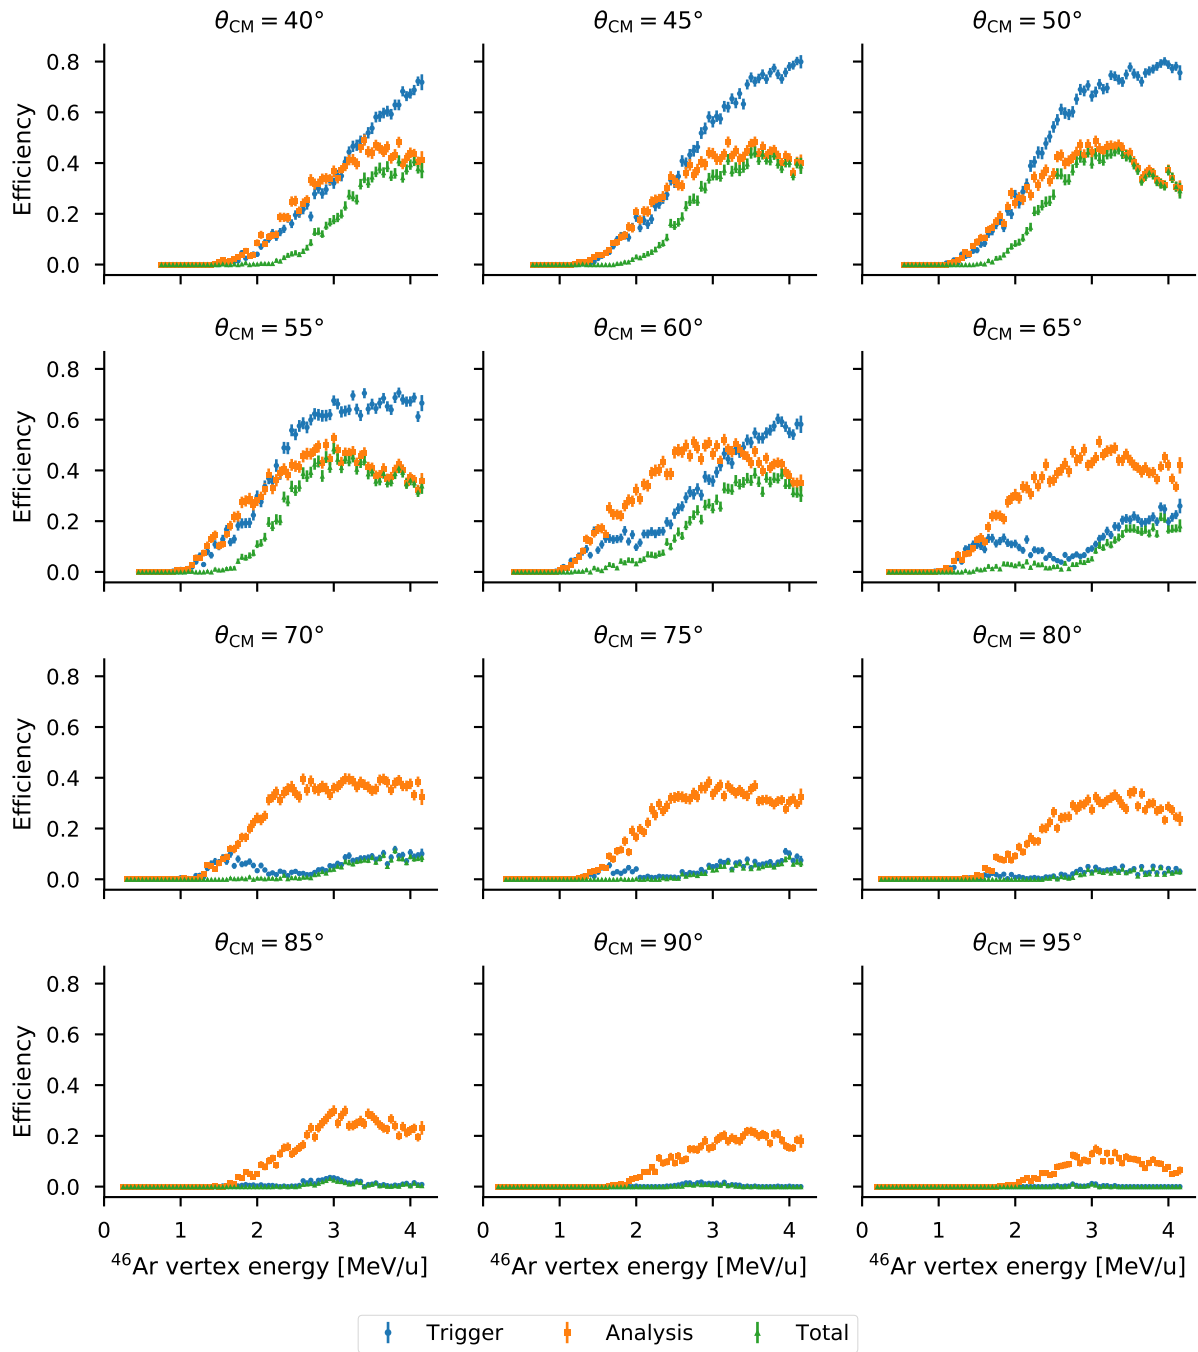 θCM = 40° θCM = 45° θCM = 50°
0.8
0.6
0.4
0.2
0.0
Efficiency
θCM = 55° θCM = 60° θCM = 65°
0.8
0.6
0.4
0.2
0.0
Efficiency
θCM = 70° θCM = 75° θCM = 80°
0.8
0.6
0.4
0.2
0.0
Efficiency
θCM = 85° θCM = 90° θCM = 95°
0.8
0.6
0.4
0.2
0.0
Efficiency
0 1 2 3 4 0 1 2 3 4 0 1 2 3 4
⁴⁶Ar vertex energy [MeV/u] ⁴⁶Ar vertex energy [MeV/u] ⁴⁶Ar vertex energy [MeV/u]
Trigger Analysis Total